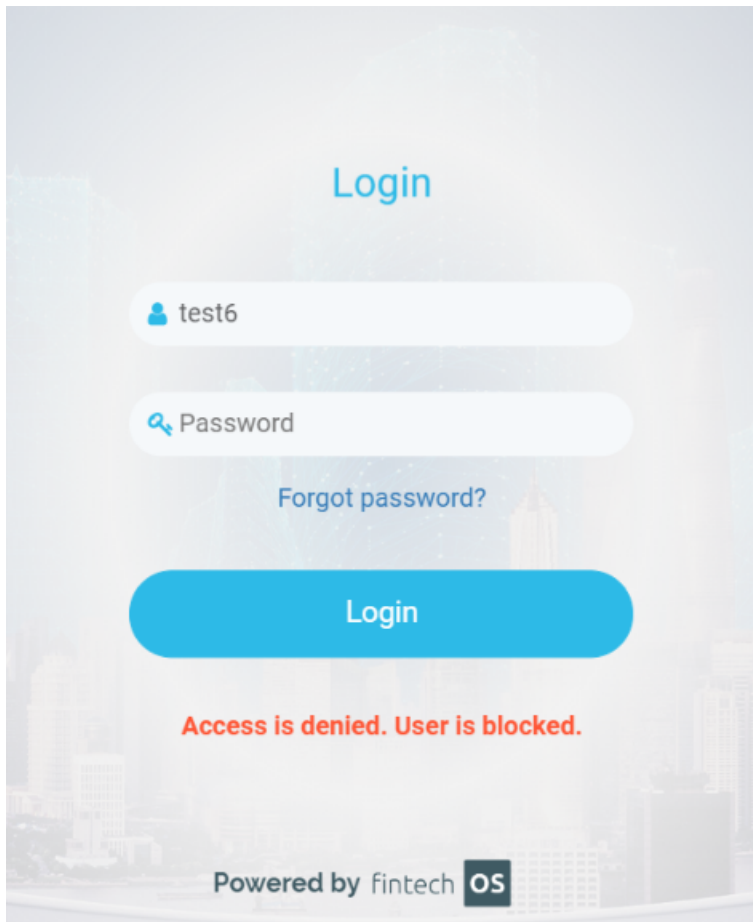 Login
test6
Password
Forgot password?
Login
Access is denied. User is blocked.
Powered by fintech OS